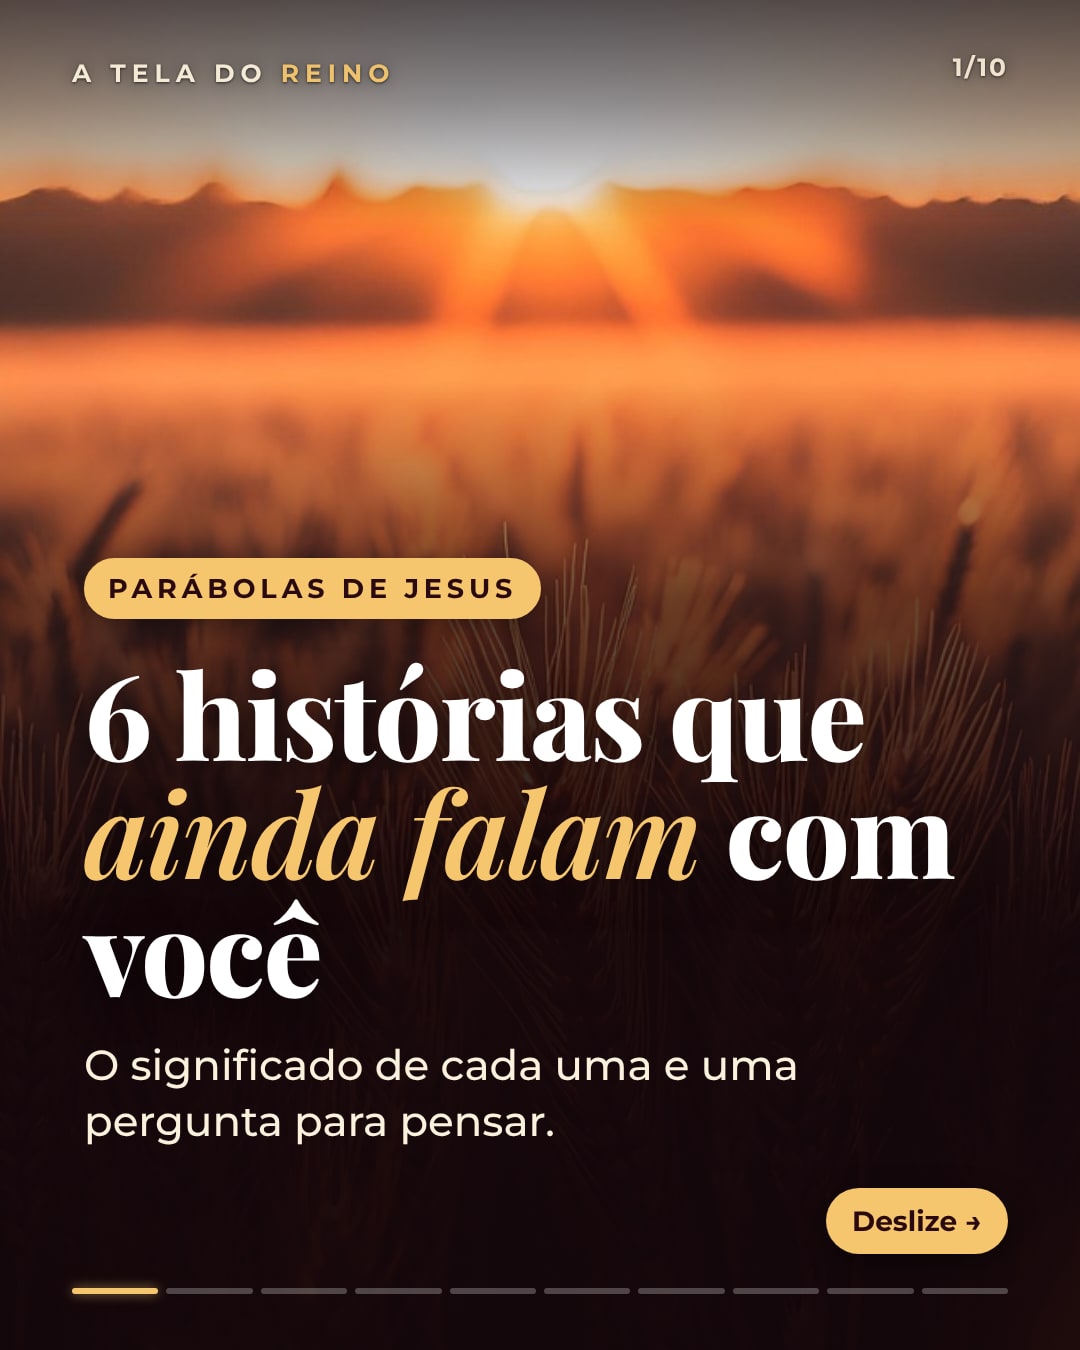 A TELA DO REINO
1/10
PARÁBOLAS DE JESUS
6 histórias que
ainda falam com
você
O significado de cada uma e uma
pergunta para pensar.
Deslize →